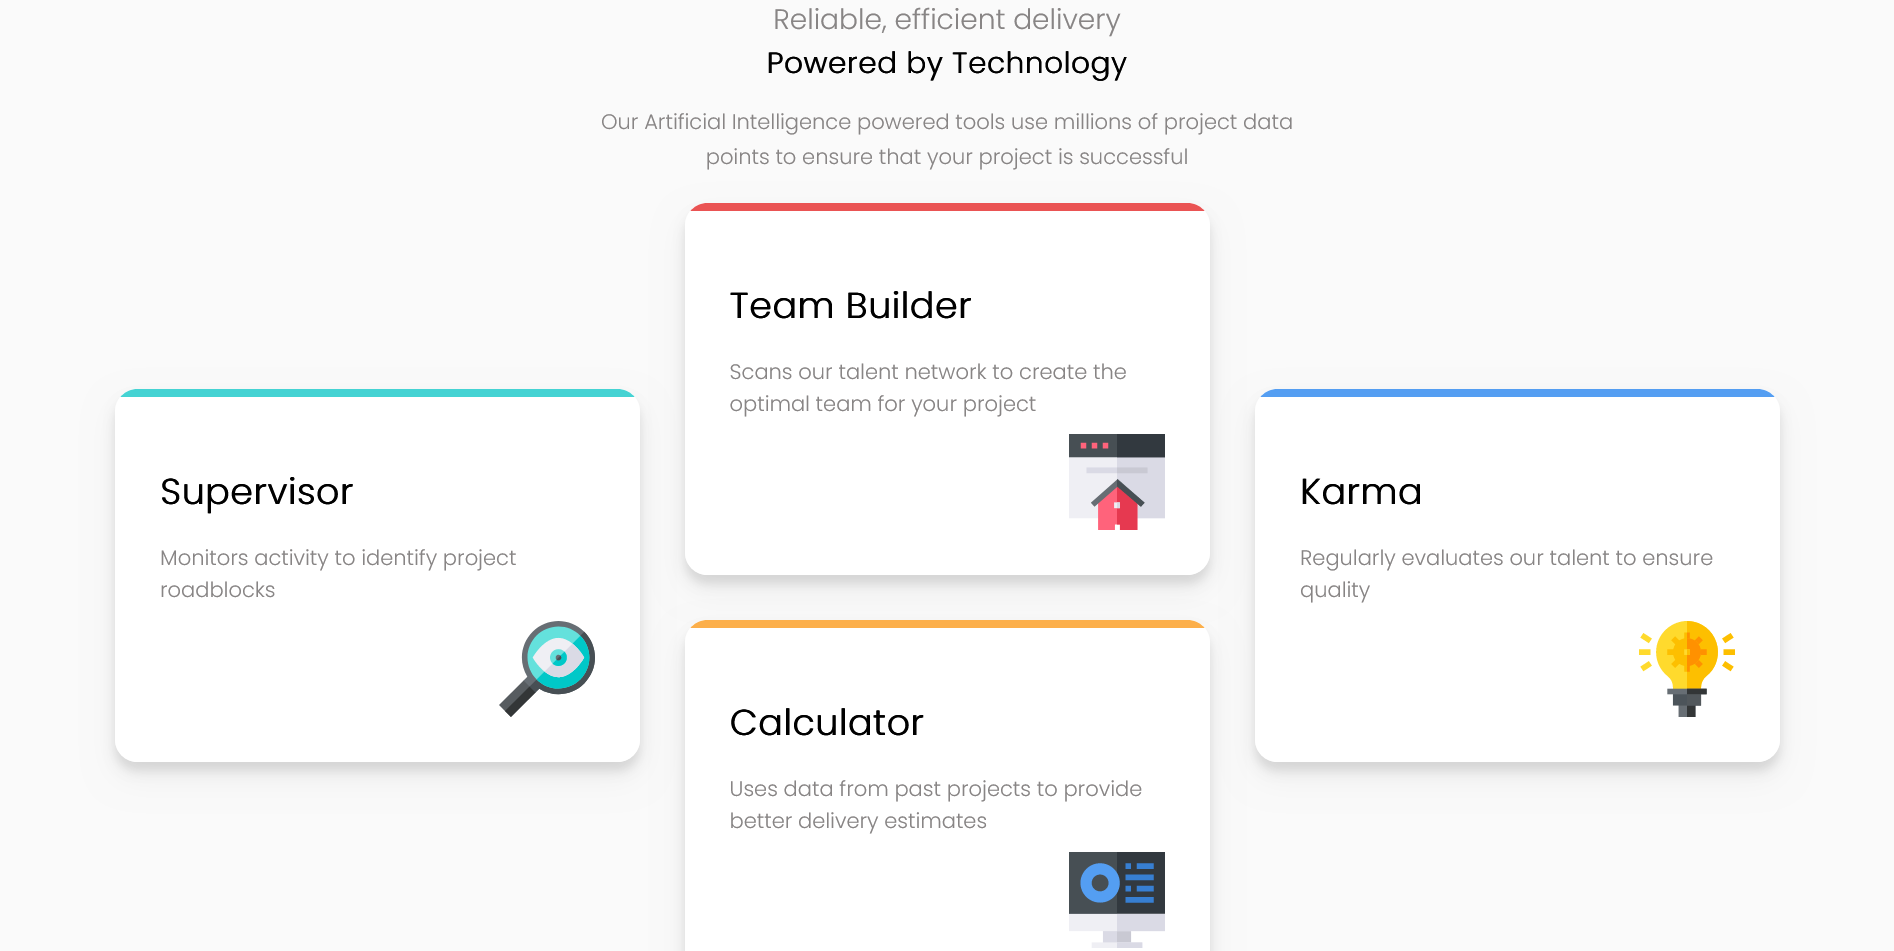 Reliable, efficient delivery
Powered by Technology
Our Artificial Intelligence powered tools use millions of project data
points to ensure that your project is successful
Supervisor
Monitors activity to identify project
roadblocks
Team Builder
Scans our talent network to create the
optimal team for your project
Calculator
Uses data from past projects to provide
better delivery estimates
Karma
Regularly evaluates our talent to ensure
quality